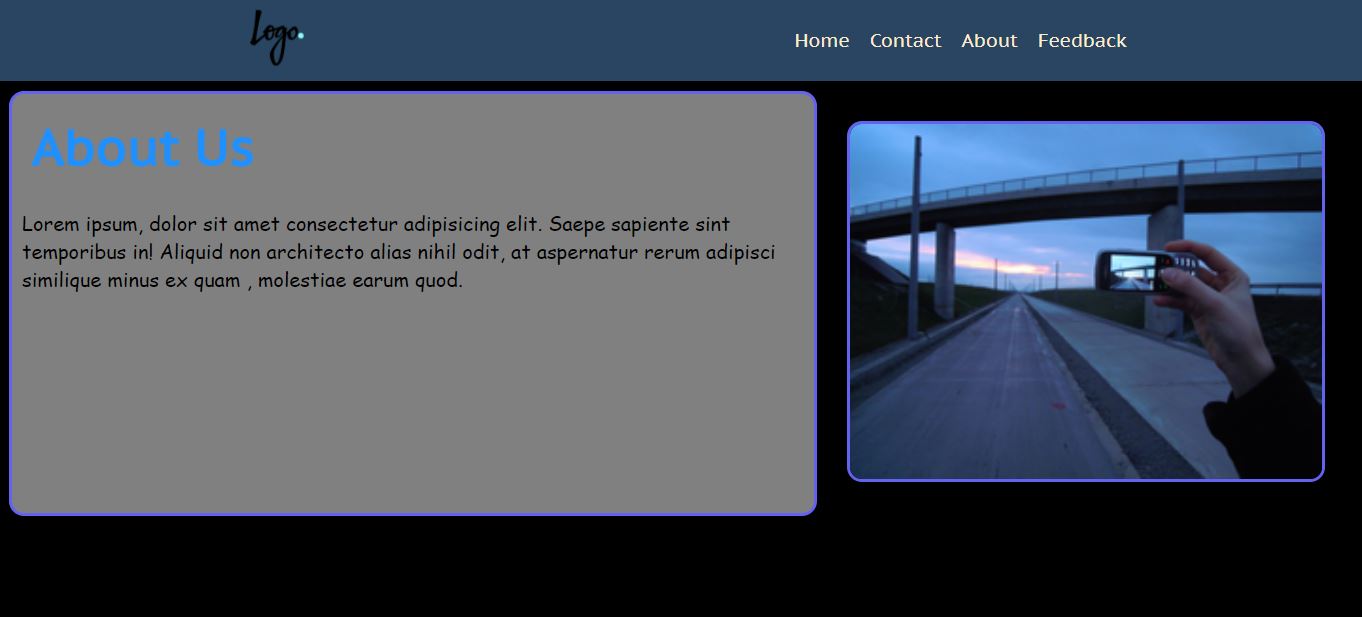 Logo.
Home Contact About Feedback
About Us
Lorem ipsum, dolor sit amet consectetur adipisicing elit. Saepe sapiente sint
temporibus in! Aliquid non architecto alias nihil odit, at aspernatur rerum adipisci
similique minus ex quam , molestiae earum quod.